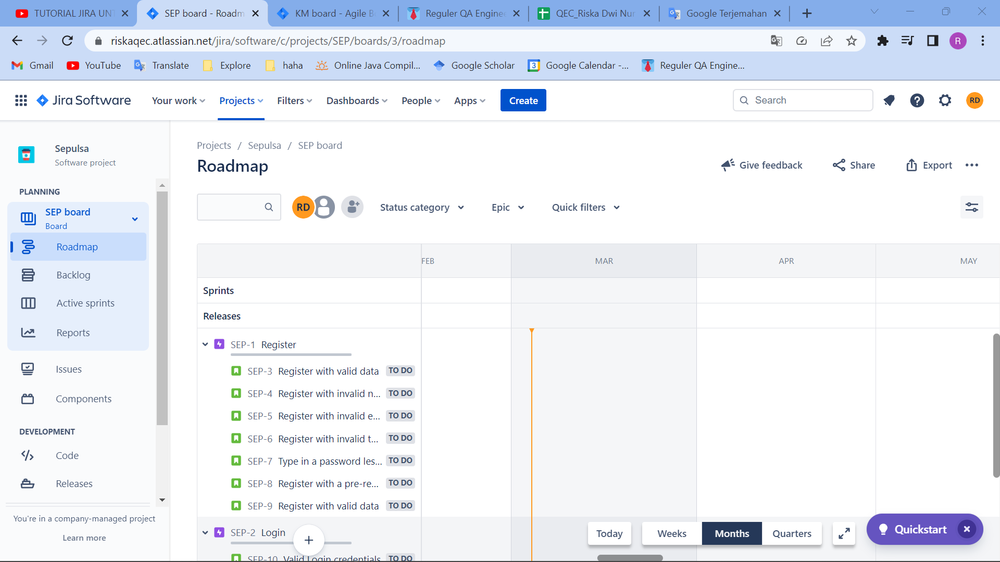 TUTORIAL JIRA UNT
SEP board - Roadm
KM board - Agile B
Reguler QA Enginee
QEC_Riska Dwi Nur
Google Terjemahan
riskaqec.atlassian.net/jira/software/c/projects/SEP/boards/3/roadmap
R
Gmail
YouTube
Translate
Explore
haha
Online Java Compil...
Google Scholar
3
Google Calendar -...
Reguler QA Engine...
Jira Software
Your work
Projects
Filters
Dashboards
People
Apps
Create
Search
RD
Sepulsa
Software project
PLANNING
SEP board
Board
Roadmap
Backlog
Active sprints
Reports
Issues
Components
DEVELOPMENT
Code
Releases
You're in a company-managed project
Learn more
Projects / Sepulsa / SEP board
Roadmap
Give feedback
Share
Export
RD
Status category
Epic
Quick filters
FEB
MAR
APR
MAY
Sprints
Releases
SEP-1 Register
SEP-3 Register with valid data TO DO
SEP-4 Register with invalid n... TO DO
SEP-5 Register with invalid e... TO DO
SEP-6 Register with invalid t... TO DO
SEP-7 Type in a password les... TO DO
SEP-8 Register with a pre-re... TO DO
SEP-9 Register with valid data TO DO
SEP-2 Login
SEP-10 Valid Login credentials TO DO
Today
Weeks
Months
Quarters
Quickstart